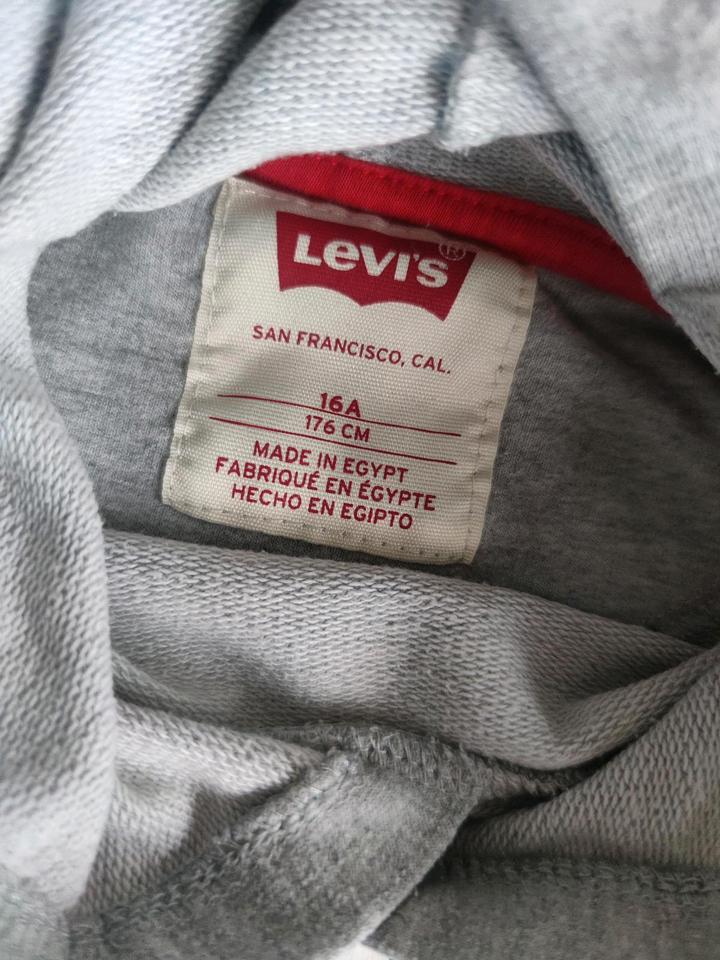 Levi's®
SAN FRANCISCO, CAL.
16A
176 CM
MADE IN EGYPT
FABRIQUÉ EN ÉGYPTE
HECHO EN EGIPTO